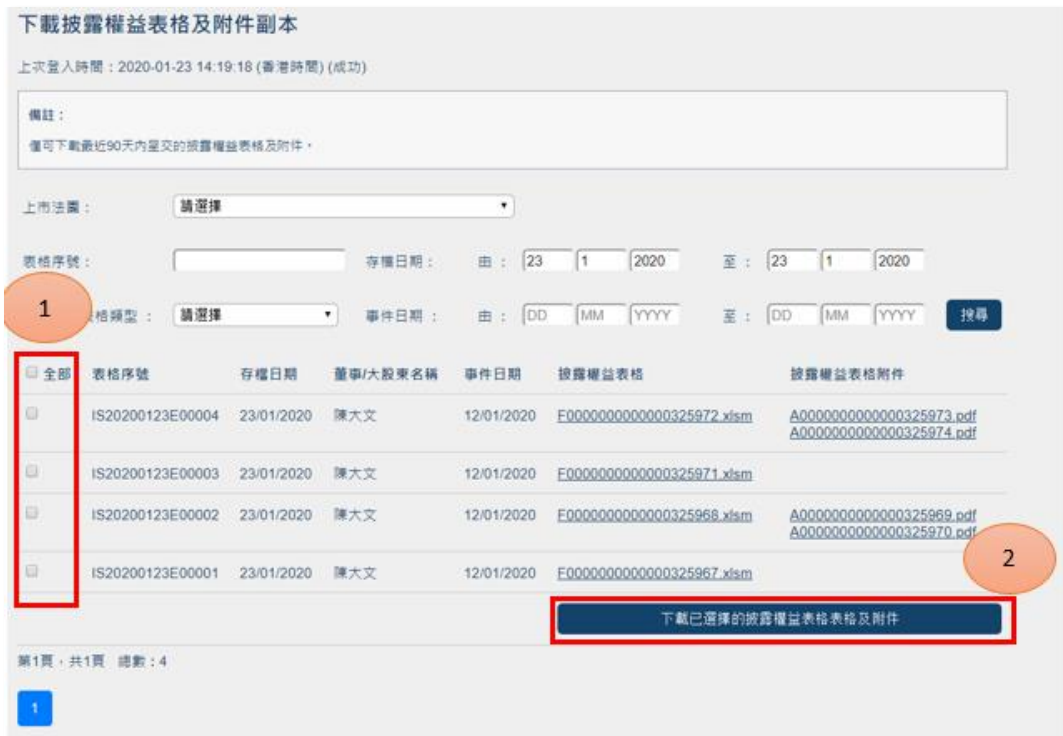 下載披露權益表格及附件副本
上次登入時間：2020-01-23 14:19:18 (香港時間) (成功)
備註：
僅可下載最近90天內呈交的披露權益表格及附件。
上市法團： 請選擇
表格序號： 存檔日期： 由： 23 1 2020 至： 23 1 2020
1 表格類型 ： 請選擇 事件日期 ： 由： DD MM YYYY 至： DD MM YYYY 搜尋
全部 表格序號 存檔日期 董事/大股東名稱 事件日期 披露權益表格 披露權益表格附件
IS20200123E00004 23/01/2020 陳大文 12/01/2020 F0000000000000325972.xlsm A0000000000000325973.pdf
A0000000000000325974.pdf
IS20200123E00003 23/01/2020 陳大文 12/01/2020 F0000000000000325971.xlsm
IS20200123E00002 23/01/2020 陳大文 12/01/2020 F0000000000000325968.xlsm A0000000000000325969.pdf
A0000000000000325970.pdf
2
IS20200123E00001 23/01/2020 陳大文 12/01/2020 F0000000000000325967.xlsm
下載已選擇的披露權益表格表格及附件
第1頁，共1頁 總數：4
1